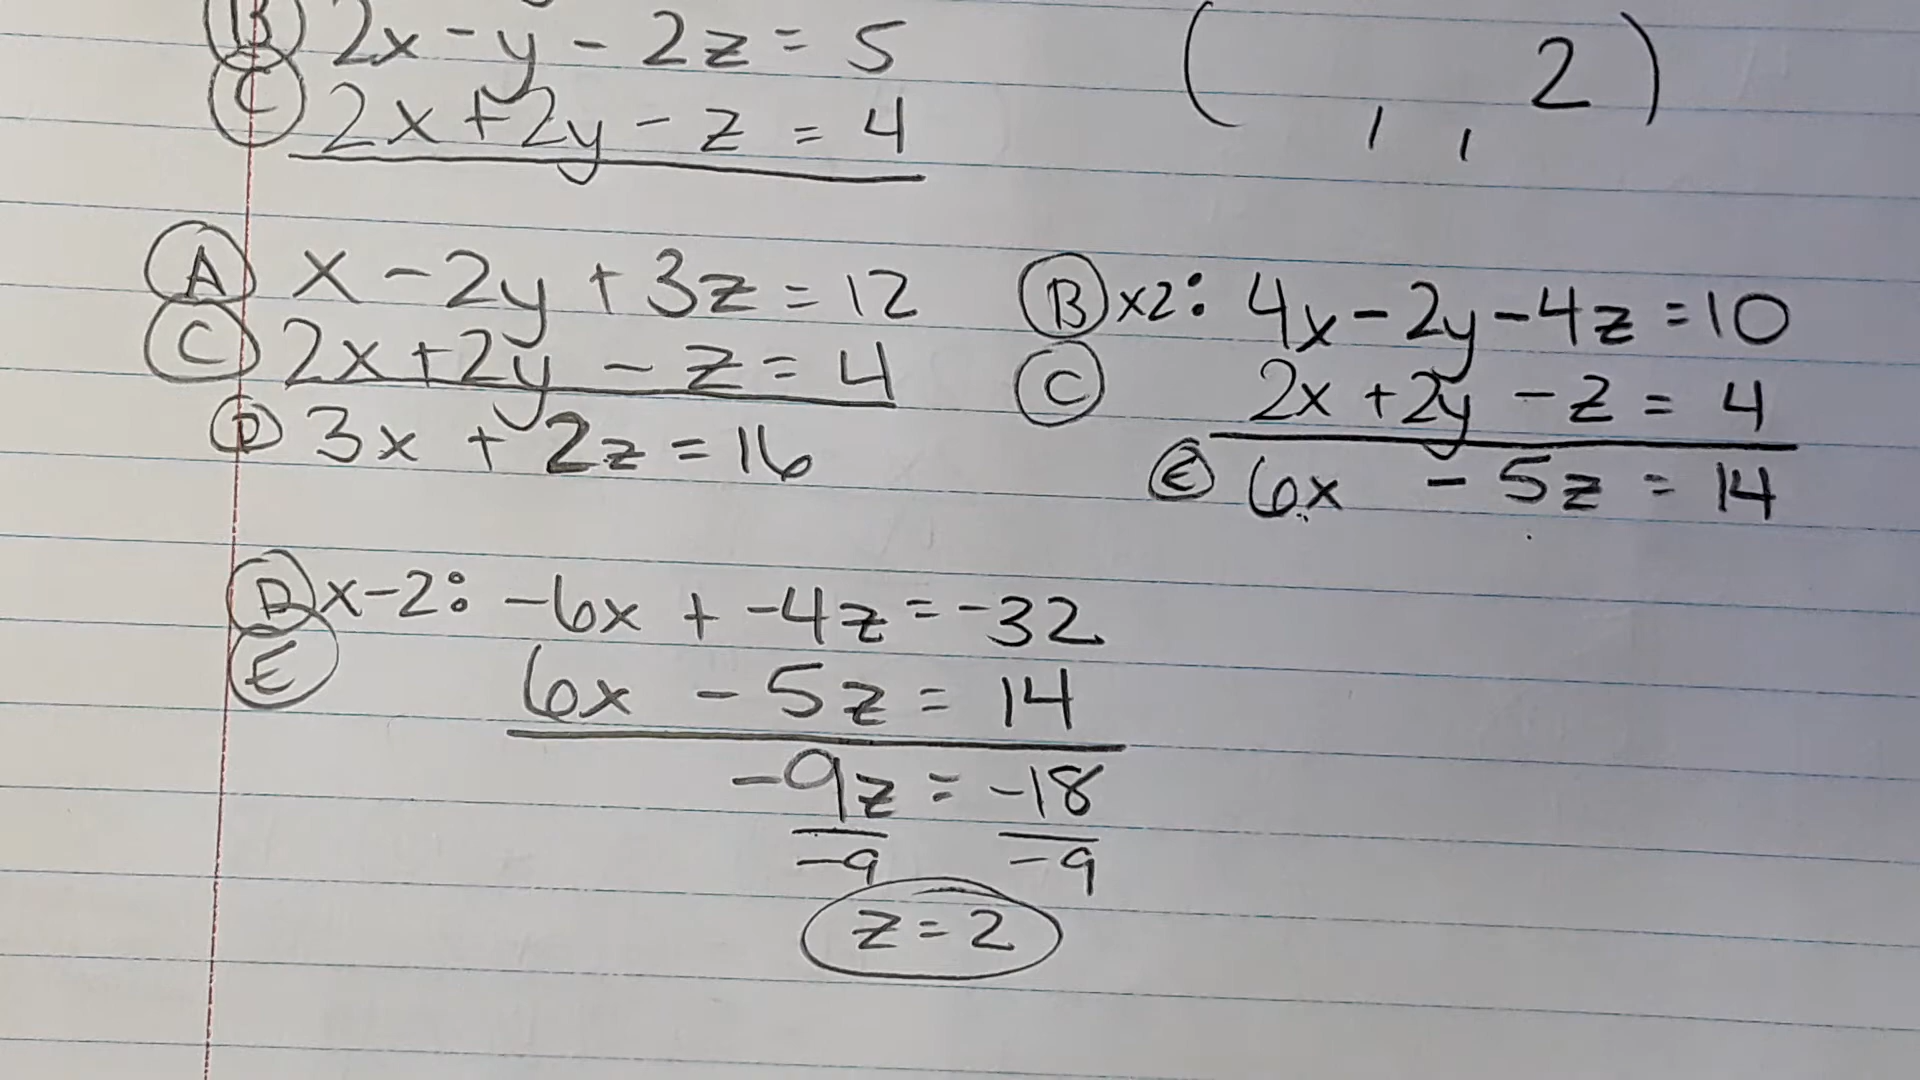 B 2x - y - 2z = 5
C 2x + 2y - z = 4
( , , 2)
A x - 2y + 3z = 12
C 2x + 2y - z = 4
D 3x + 2z = 16
B x2: 4x - 2y - 4z = 10
C 2x + 2y - z = 4
E 6x - 5z = 14
D x-2: -6x + -4z = -32
E 6x - 5z = 14
-9z = -18
-9 -9
z = 2